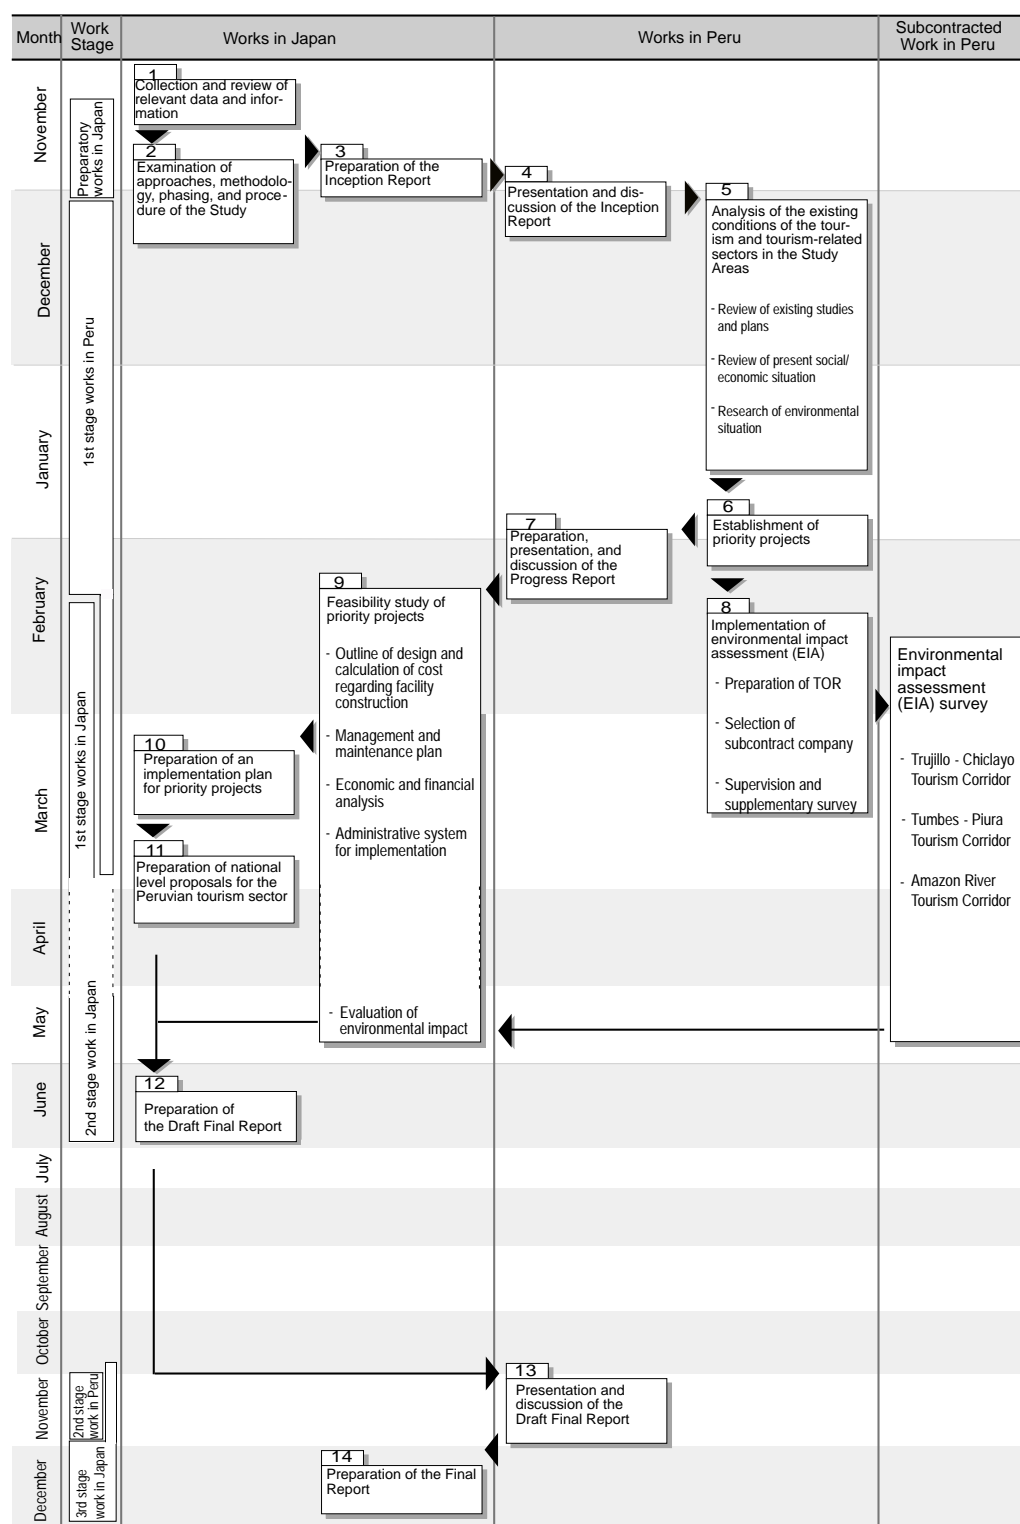 Month
Work
Stage
Works in Japan
Works in Peru
Subcontracted
Work in Peru
November
December
January
February
March
April
May
June
July
August
September
October
November
December
Preparatory
works in Japan
1st stage works in Peru
1st stage works in Japan
2nd stage work in Japan
2nd stage
work in Peru
3rd stage
work in Japan
1
Collection and review of
relevant data and infor-
mation
2
Examination of
approaches, methodolo-
gy, phasing, and proce-
dure of the Study
3
Preparation of the
Inception Report
4
Presentation and dis-
cussion of the Inception
Report
5
Analysis of the existing
conditions of the tour-
ism and tourism-related
sectors in the Study
Areas
- Review of existing studies
and plans
- Review of present social/
economic situation
- Research of environmental
situation
6
Establishment of
priority projects
7
Preparation,
presentation, and
discussion of the
Progress Report
8
Implementation of
environmental impact
assessment (EIA)
- Preparation of TOR
- Selection of
subcontract company
- Supervision and
supplementary survey
Environmental
impact
assessment
(EIA) survey
- Trujillo - Chiclayo
Tourism Corridor
- Tumbes - Piura
Tourism Corridor
- Amazon River
Tourism Corridor
9
Feasibility study of
priority projects
- Outline of design and
calculation of cost
regarding facility
construction
- Management and
maintenance plan
- Economic and financial
analysis
- Administrative system
for implementation
- Evaluation of
environmental impact
10
Preparation of an
implementation plan
for priority projects
11
Preparation of national
level proposals for the
Peruvian tourism sector
12
Preparation of
the Draft Final Report
13
Presentation and
discussion of the
Draft Final Report
14
Preparation of the Final
Report